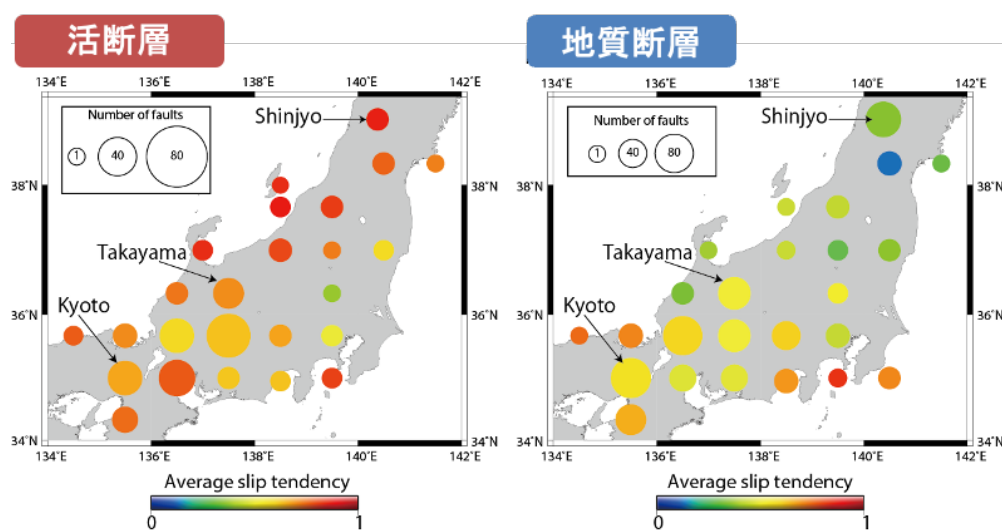 活断層
134°E
136°E
138°E
140°E
142°E
Number of faults
1
40
80
Shinjyo
Takayama
Kyoto
38°N
38°N
36°N
36°N
34°N
34°N
134°E
136°E
138°E
140°E
142°E
Average slip tendency
0
1
地質断層
134°E
136°E
138°E
140°E
142°E
Number of faults
1
40
80
Shinjyo
Takayama
Kyoto
38°N
38°N
36°N
36°N
34°N
34°N
134°E
136°E
138°E
140°E
142°E
Average slip tendency
0
1